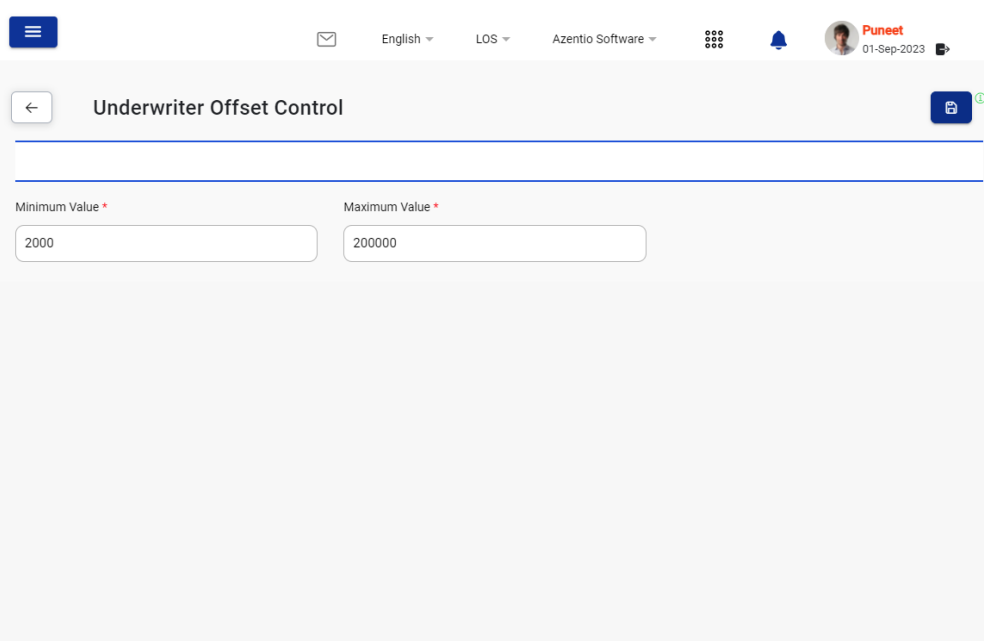 English
LOS
Azentio Software
Puneet
01-Sep-2023
Underwriter Offset Control
Minimum Value *
Maximum Value *
2000
200000